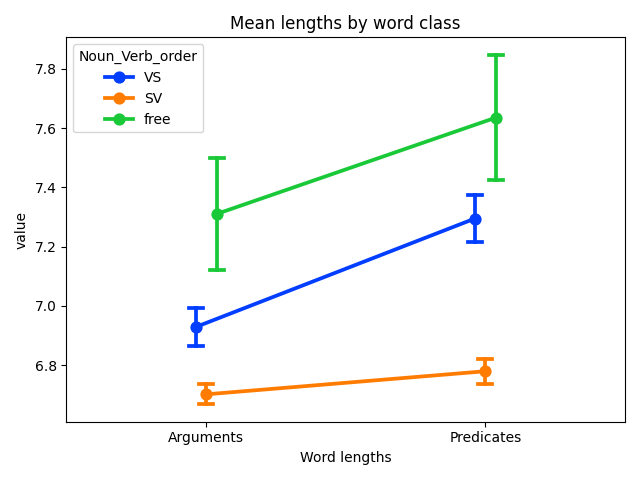 Mean lengths by word class
Noun_Verb_order
VS
SV
free
value
7.8
7.6
7.4
7.2
7.0
6.8
Arguments
Predicates
Word lengths